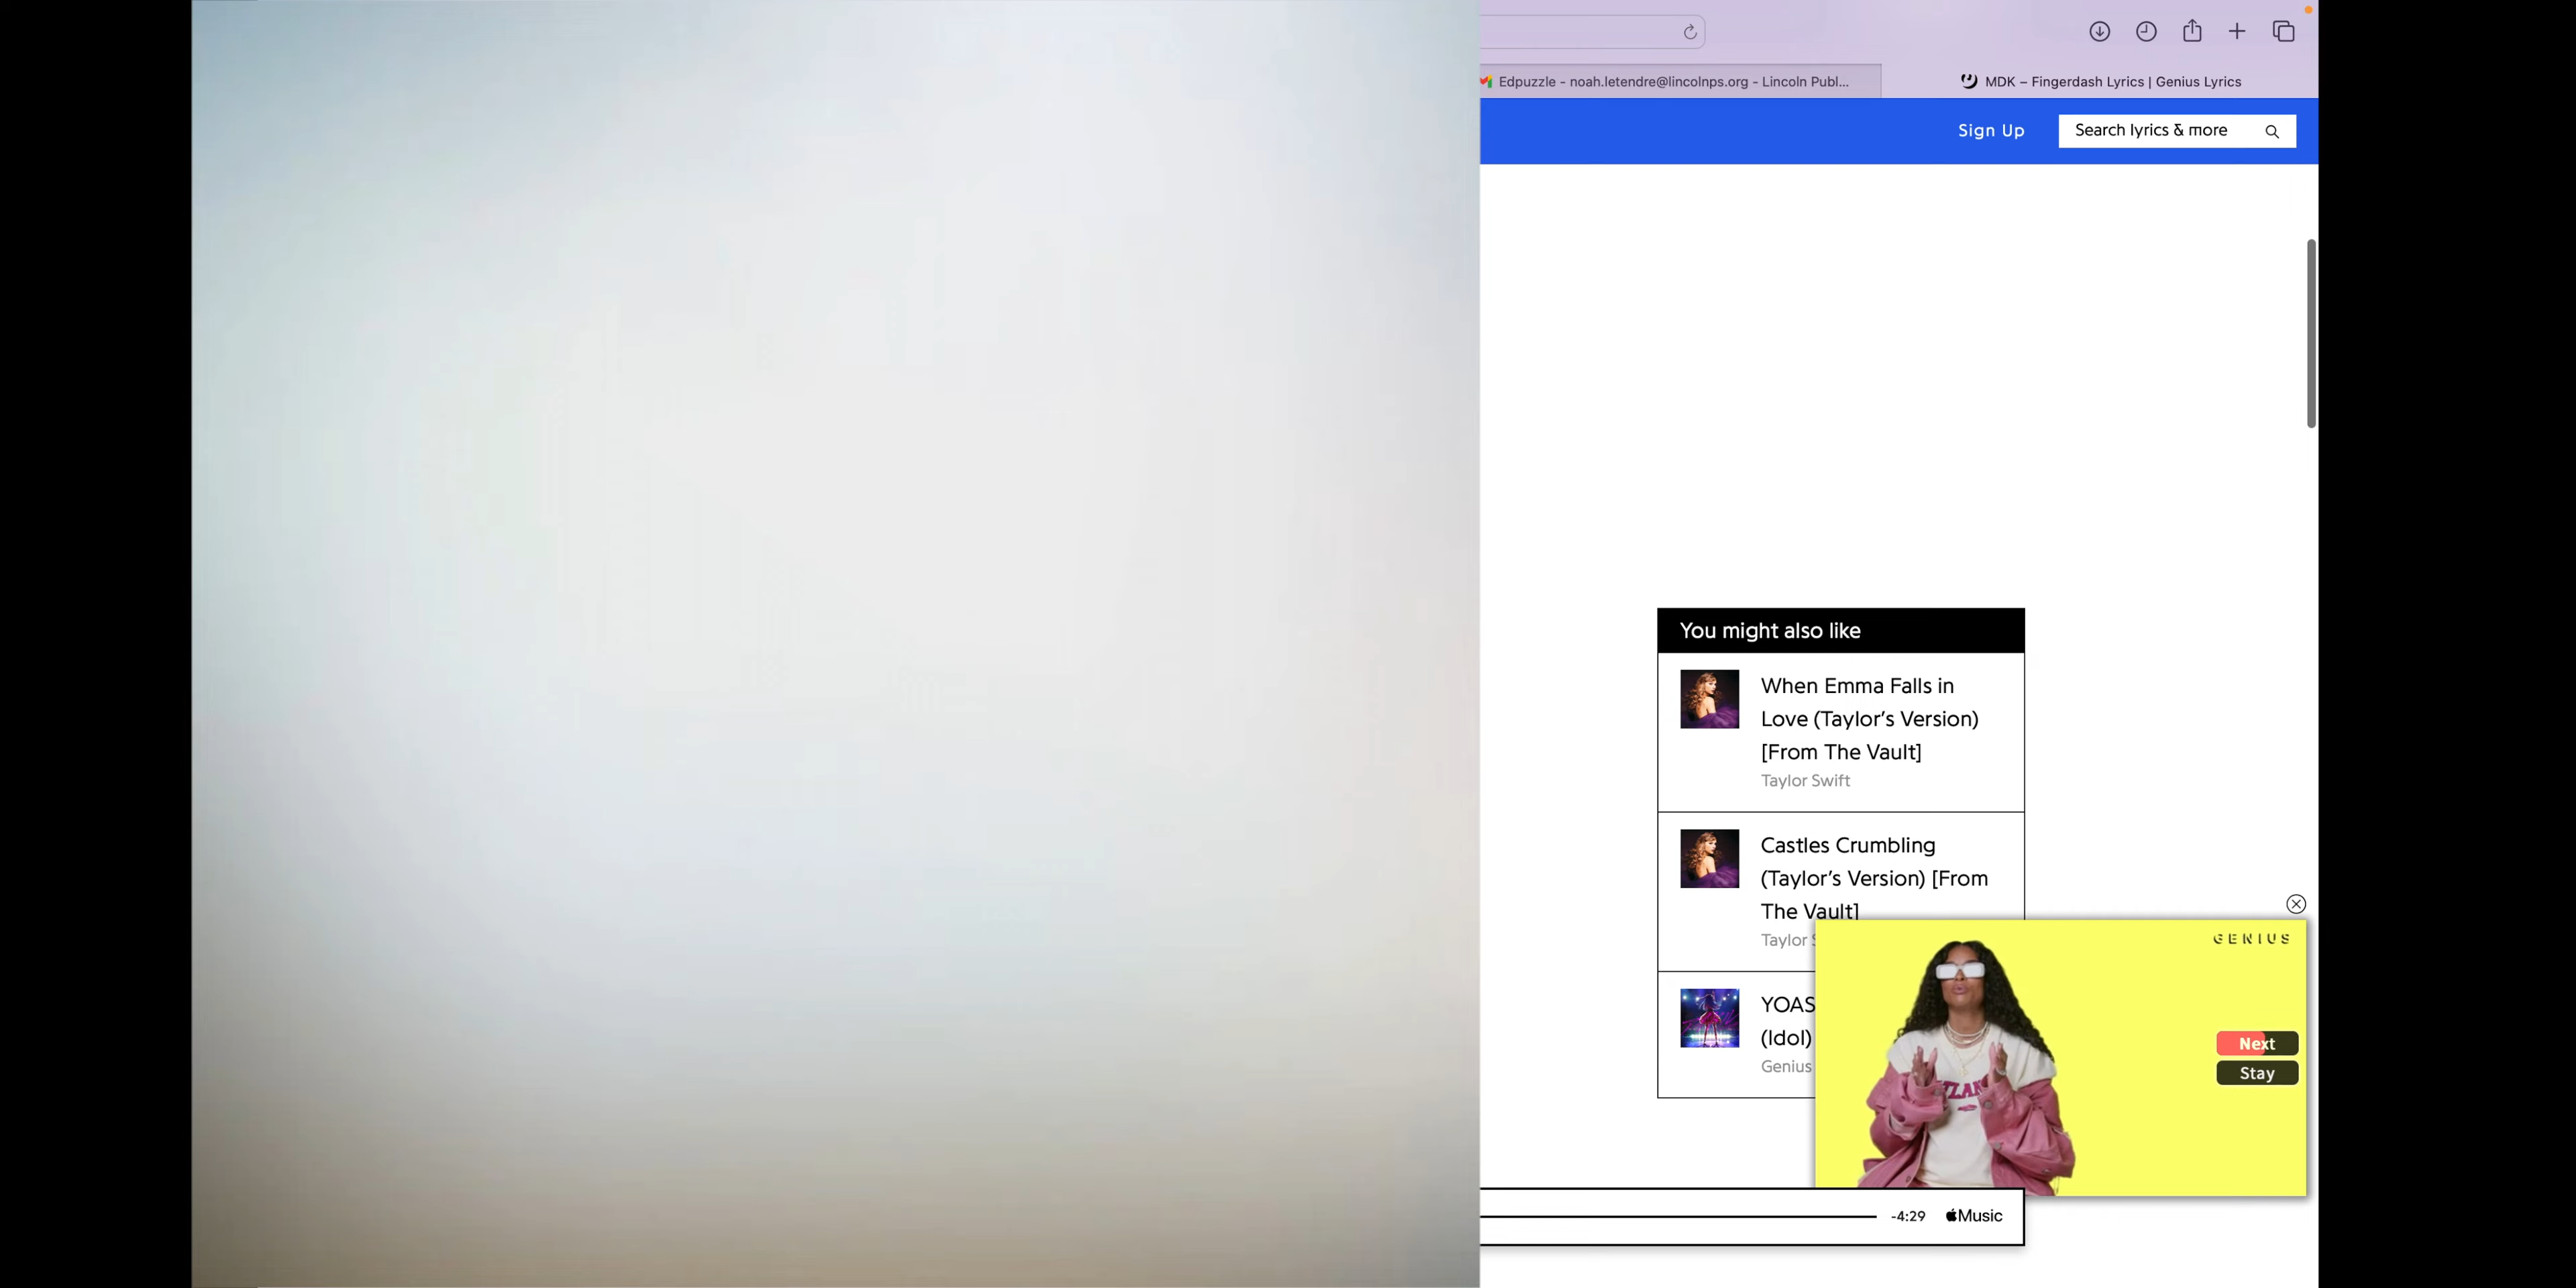 Edpuzzle - noah.letendre@lincolnps.org - Lincoln Publ...
MDK – Fingerdash Lyrics | Genius Lyrics
Sign Up
Search lyrics & more
You might also like
When Emma Falls in
Love (Taylor’s Version)
[From The Vault]
Taylor Swift
Castles Crumbling
(Taylor’s Version) [From
The Vault]
Taylor S
YOAS
(Idol)
Genius
GENIUS
Next
Stay
-4:29
Music